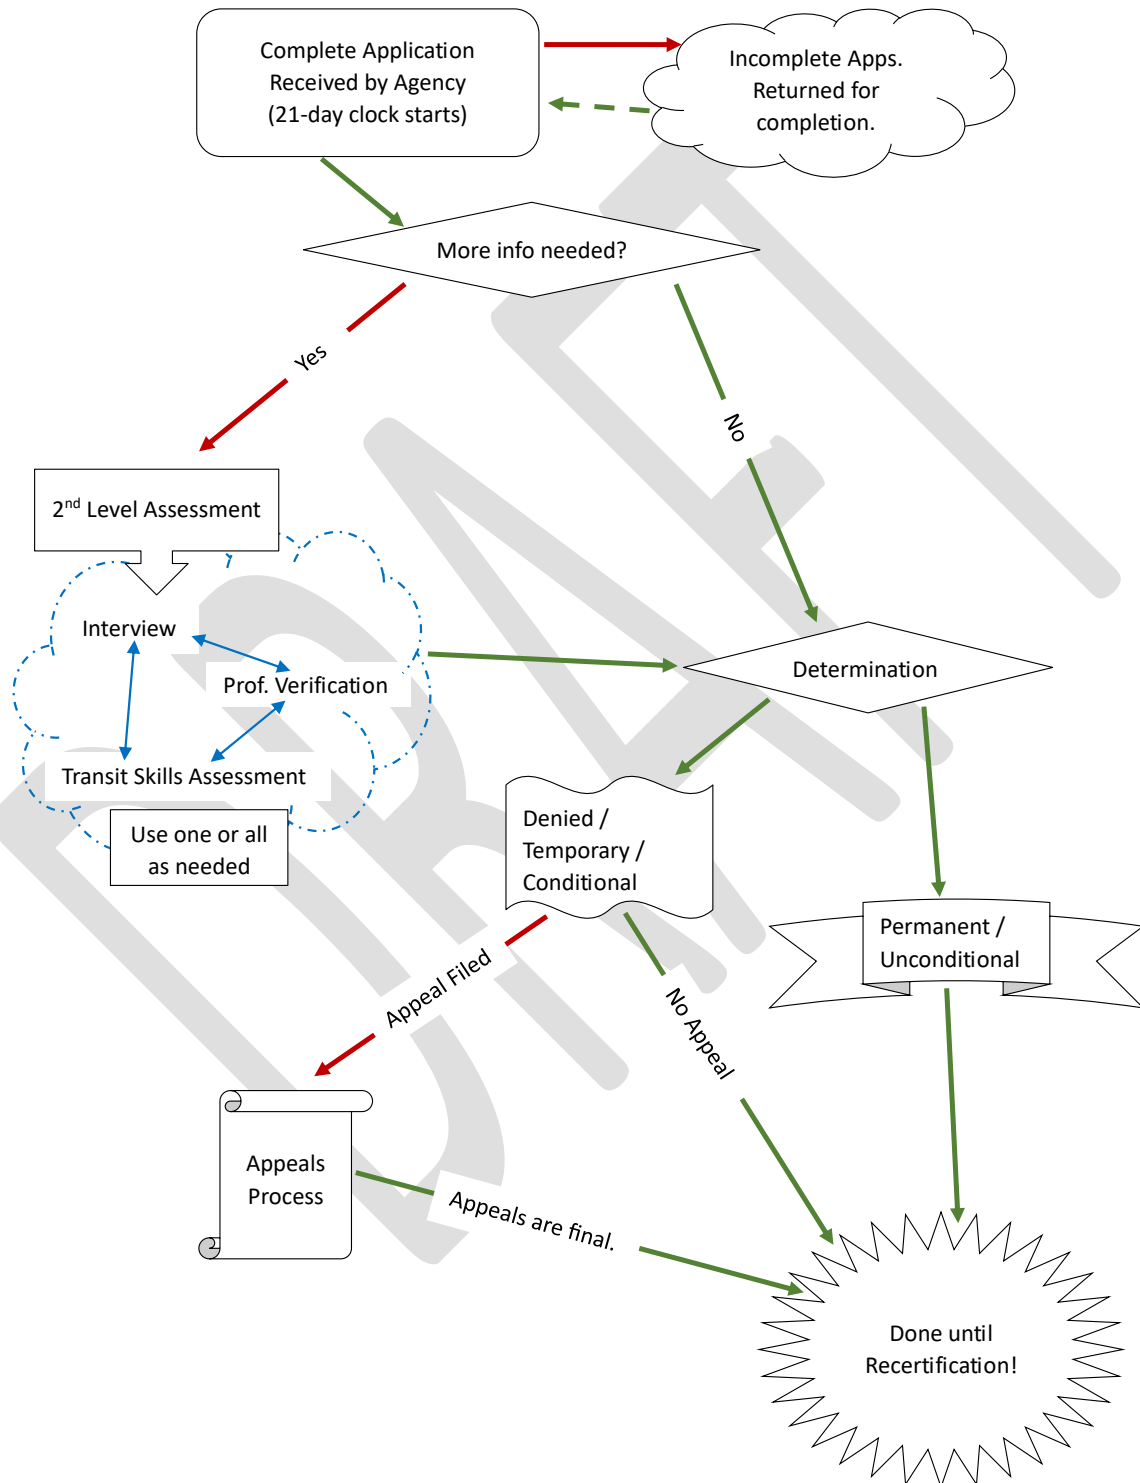 Complete Application
Received by Agency
(21-day clock starts)
Incomplete Apps.
Returned for
completion.
More info needed?
Yes
No
2nd Level Assessment
Interview
Prof. Verification
Transit Skills Assessment
Use one or all
as needed
Determination
Denied /
Temporary /
Conditional
Permanent /
Unconditional
Appeal Filed
No Appeal
Appeals
Process
Appeals are final.
Done until
Recertification!
DRAFT